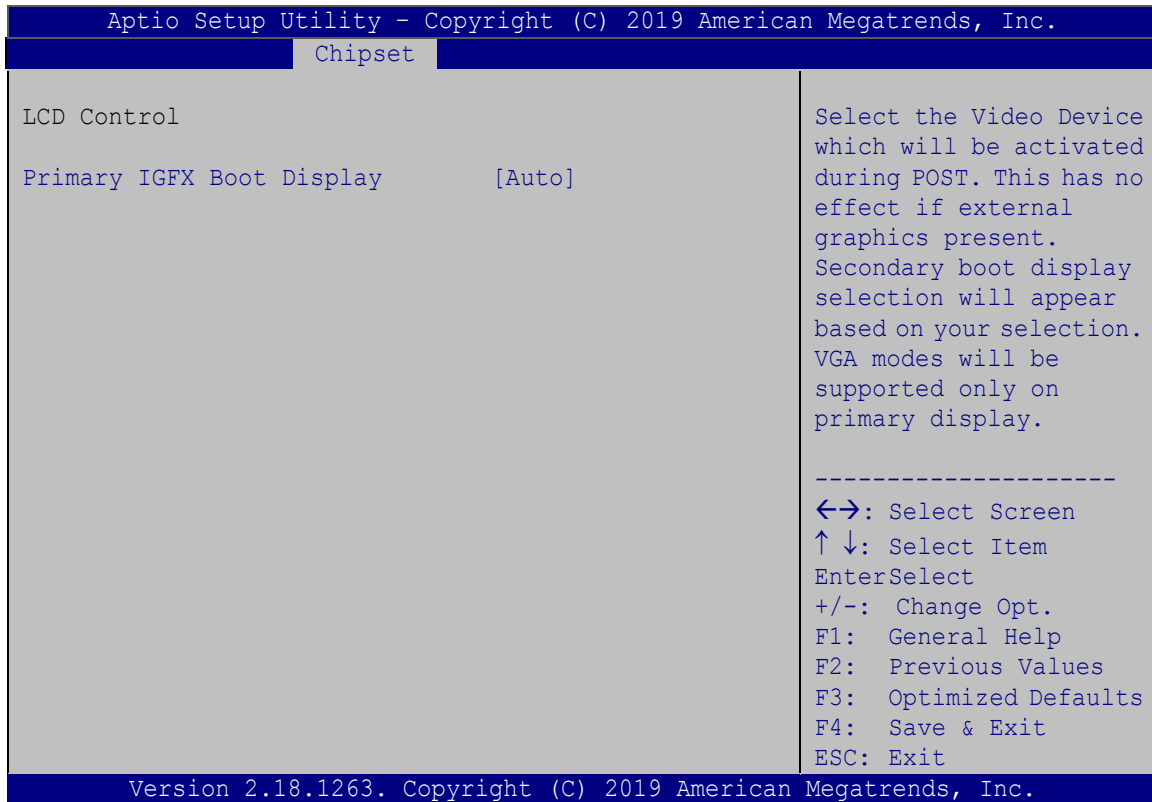 Aptio Setup Utility – Copyright (C) 2019 American Megatrends, Inc.
Chipset
LCD Control
Primary IGFX Boot Display [Auto]
Select the Video Device
which will be activated
during POST. This has no
effect if external
graphics present.
Secondary boot display
selection will appear
based on your selection.
VGA modes will be
supported only on
primary display.
---------------------
←→: Select Screen
↑ ↓: Select Item
EnterSelect
+/-: Change Opt.
F1: General Help
F2: Previous Values
F3: Optimized Defaults
F4: Save & Exit
ESC: Exit
Version 2.18.1263. Copyright (C) 2019 American Megatrends, Inc.